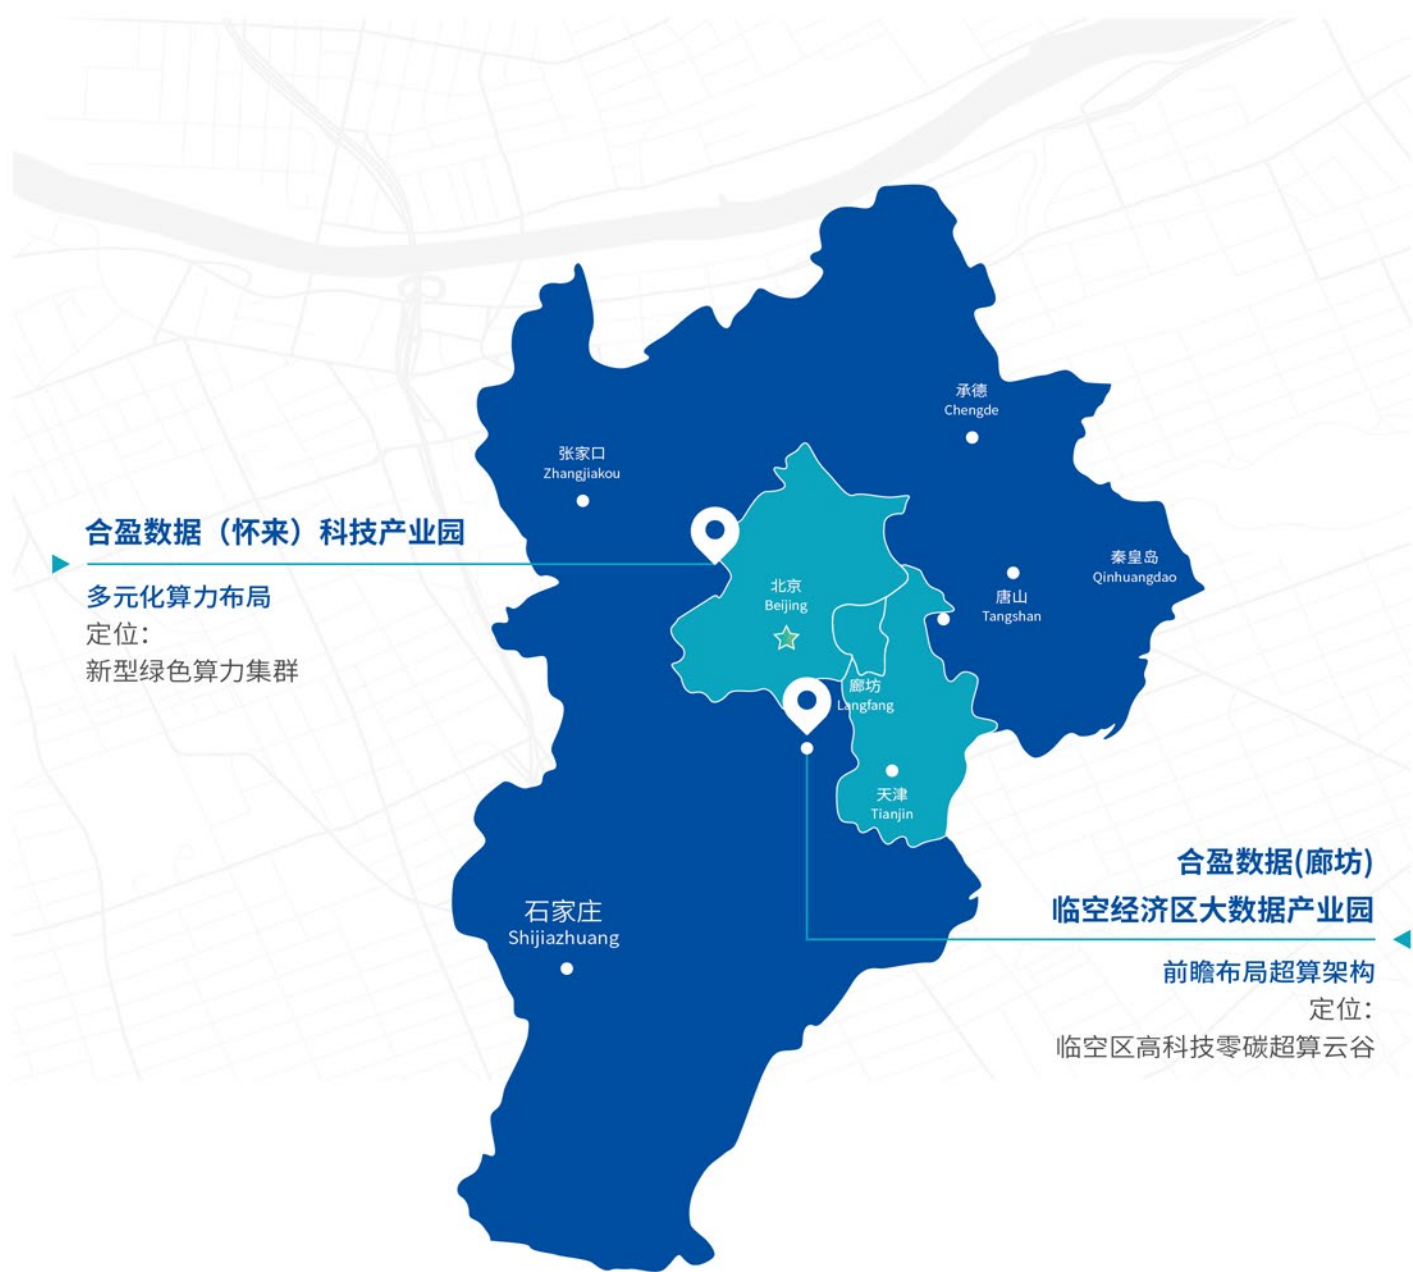 承德
Chengde
张家口
Zhangjiakou
合盈数据（怀来）科技产业园
多元化算力布局
定位：
新型绿色算力集群
秦皇岛
Qinhuangdao
北京
Beijing
唐山
Tangshan
廊坊
Langfang
天津
Tianjin
合盈数据(廊坊)
临空经济区大数据产业园
石家庄
Shijiazhuang
前瞻布局超算架构
定位：
临空区高科技零碳超算云谷